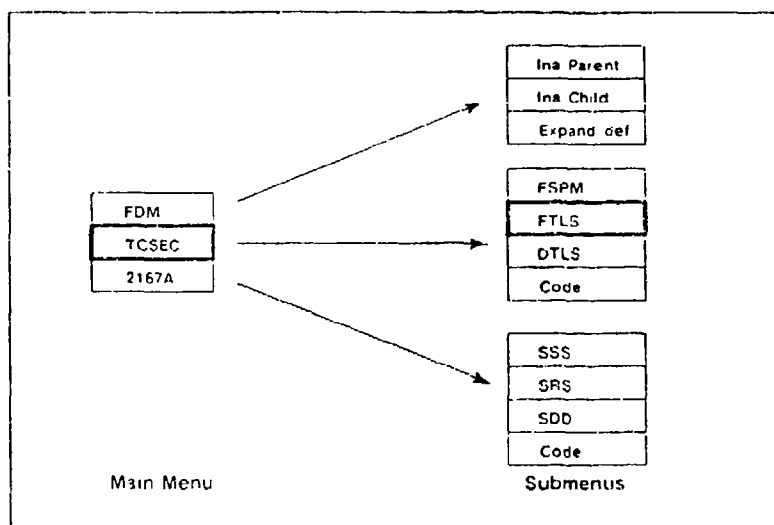 Ina Parent
Ina Child
Expand def
FDM
TCSEC
2167A
FSPM
FTLS
DTLS
Code
SSS
SRS
SDD
Code
Main Menu
Submenus